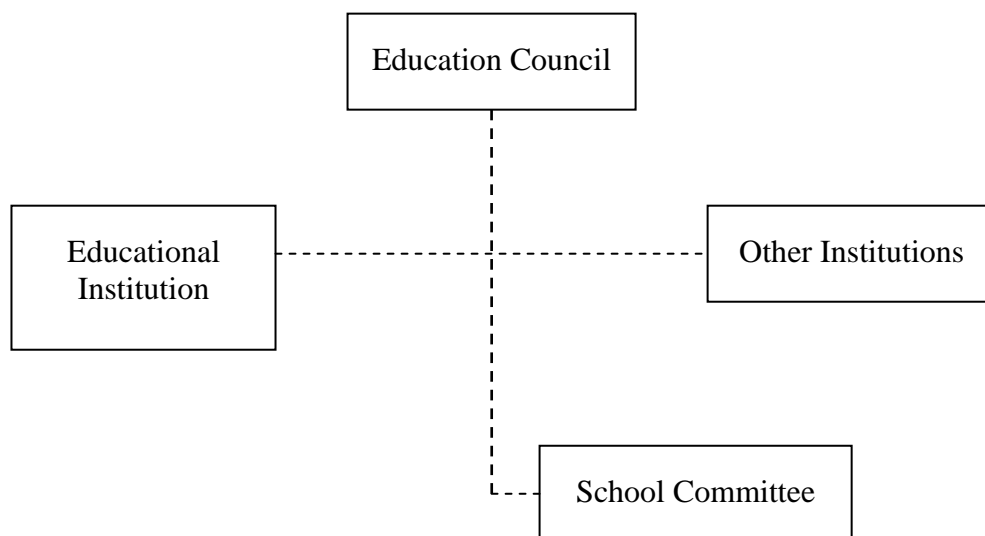 Education Council
Educational
Institution
Other Institutions
School Committee